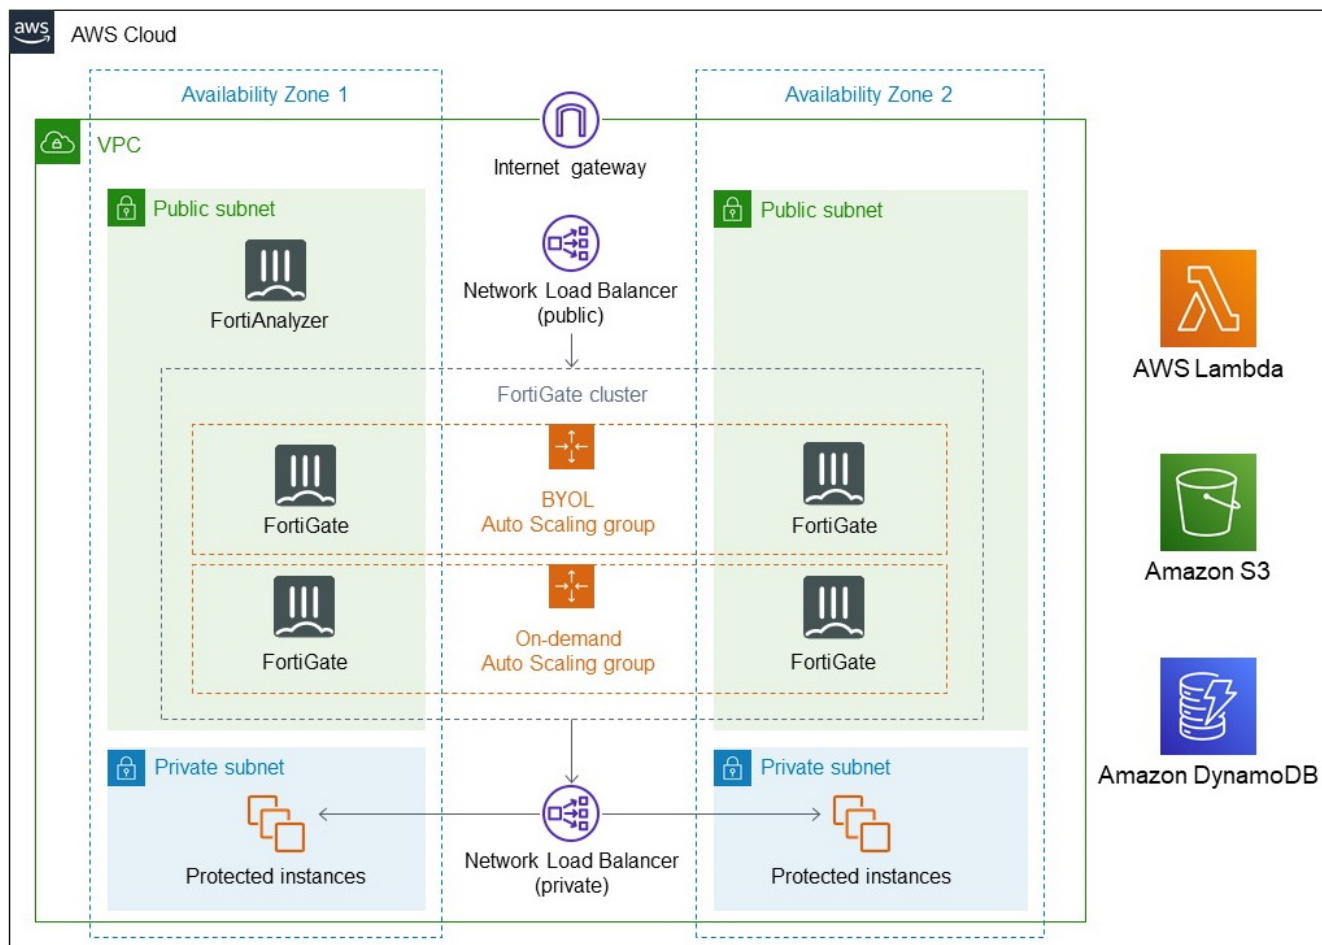 aws
AWS Cloud
Availability Zone 1
Availability Zone 2
VPC
Internet gateway
Public subnet
Public subnet
FortiAnalyzer
Network Load Balancer
(public)
AWS Lambda
FortiGate cluster
FortiGate
BYOL
Auto Scaling group
FortiGate
Amazon S3
FortiGate
On-demand
Auto Scaling group
FortiGate
Private subnet
Private subnet
Amazon DynamoDB
Protected instances
Network Load Balancer
(private)
Protected instances